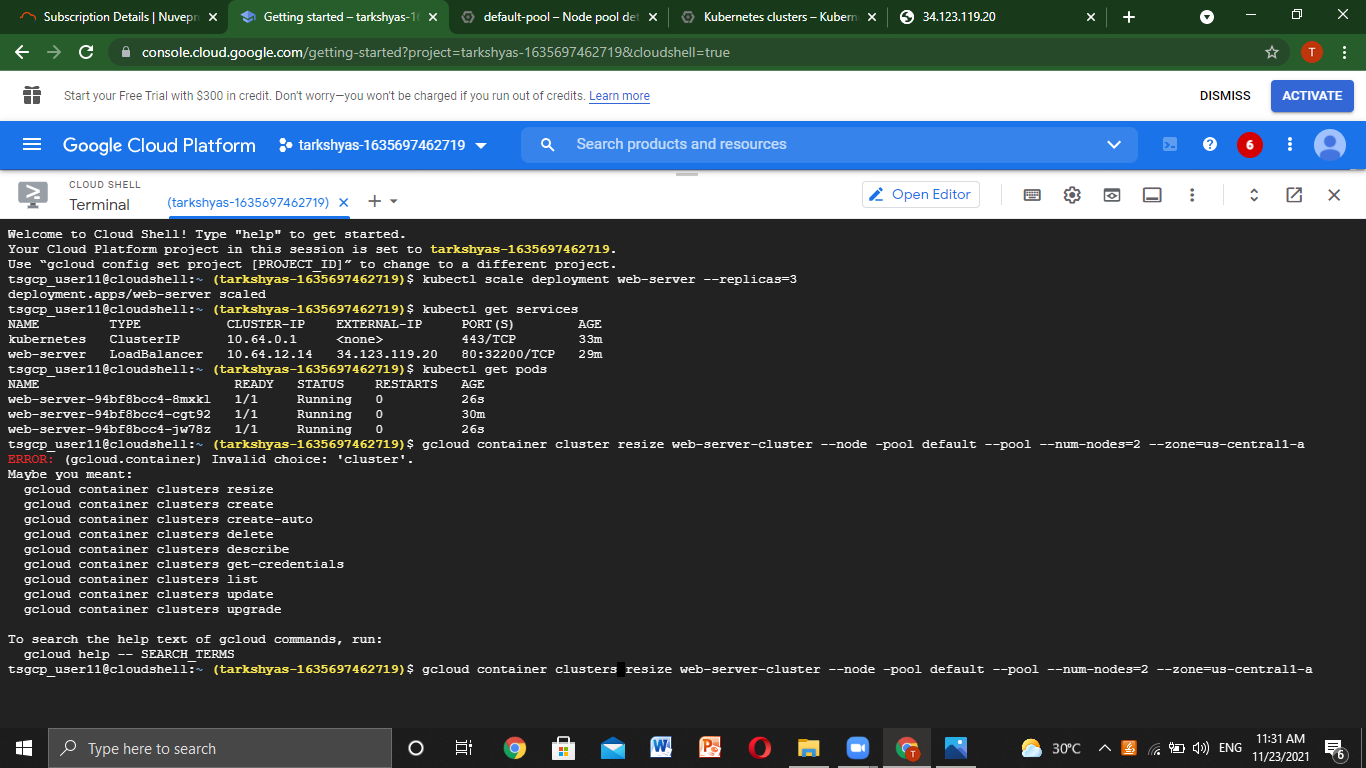 Subscription Details | Nuvepr
Getting started – tarkshyas-16
default-pool – Node pool det
Kubernetes clusters – Kubern
34.123.119.20
console.cloud.google.com/getting-started?project=tarkshyas-1635697462719&cloudshell=true
T
Start your Free Trial with $300 in credit. Don't worry—you won't be charged if you run out of credits. Learn more
DISMISS
ACTIVATE
Google Cloud Platform
tarkshyas-1635697462719
Search products and resources
6
CLOUD SHELL
Terminal
(tarkshyas-1635697462719)
Open Editor
Welcome to Cloud Shell! Type "help" to get started.
Your Cloud Platform project in this session is set to tarkshyas-1635697462719.
Use “gcloud config set project [PROJECT_ID]” to change to a different project.
tsgcp_user11@cloudshell:~ (tarkshyas-1635697462719)$ kubectl scale deployment web-server --replicas=3
deployment.apps/web-server scaled
tsgcp_user11@cloudshell:~ (tarkshyas-1635697462719)$ kubectl get services
NAME TYPE CLUSTER-IP EXTERNAL-IP PORT(S) AGE
kubernetes ClusterIP 10.64.0.1 <none> 443/TCP 33m
web-server LoadBalancer 10.64.12.14 34.123.119.20 80:32200/TCP 29m
tsgcp_user11@cloudshell:~ (tarkshyas-1635697462719)$ kubectl get pods
NAME READY STATUS RESTARTS AGE
web-server-94bf8bcc4-8mxkl 1/1 Running 0 26s
web-server-94bf8bcc4-cgt92 1/1 Running 0 30m
web-server-94bf8bcc4-jw78z 1/1 Running 0 26s
tsgcp_user11@cloudshell:~ (tarkshyas-1635697462719)$ gcloud container cluster resize web-server-cluster --node -pool default --pool --num-nodes=2 --zone=us-central1-a
ERROR: (gcloud.container) Invalid choice: 'cluster'.
Maybe you meant:
gcloud container clusters resize
gcloud container clusters create
gcloud container clusters create-auto
gcloud container clusters delete
gcloud container clusters describe
gcloud container clusters get-credentials
gcloud container clusters list
gcloud container clusters update
gcloud container clusters upgrade
To search the help text of gcloud commands, run:
gcloud help -- SEARCH_TERMS
tsgcp_user11@cloudshell:~ (tarkshyas-1635697462719)$ gcloud container clusters resize web-server-cluster --node -pool default --pool --num-nodes=2 --zone=us-central1-a
Type here to search
30°C
ENG
11:31 AM
11/23/2021
6